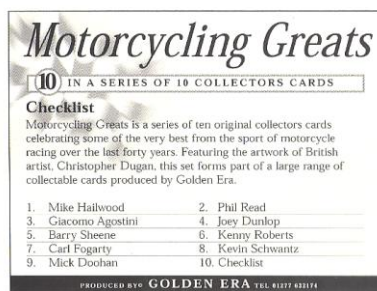 Motorcycling Greats
10 IN A SERIES OF 10 COLLECTORS CARDS
Checklist
Motorcycling Greats is a series of ten original collectors cards
celebrating some of the very best from the sport of motorcycle
racing over the last forty years. Featuring the artwork of British
artist, Christopher Dugan, this set forms part of a large range of
collectable cards produced by Golden Era.
1. Mike Hailwood 2. Phil Read
3. Giacomo Agostini 4. Joey Dunlop
5. Barry Sheene 6. Kenny Roberts
7. Carl Fogarty 8. Kevin Schwantz
9. Mick Doohan 10. Checklist
PRODUCED BY GOLDEN ERA TEL 01277 632174